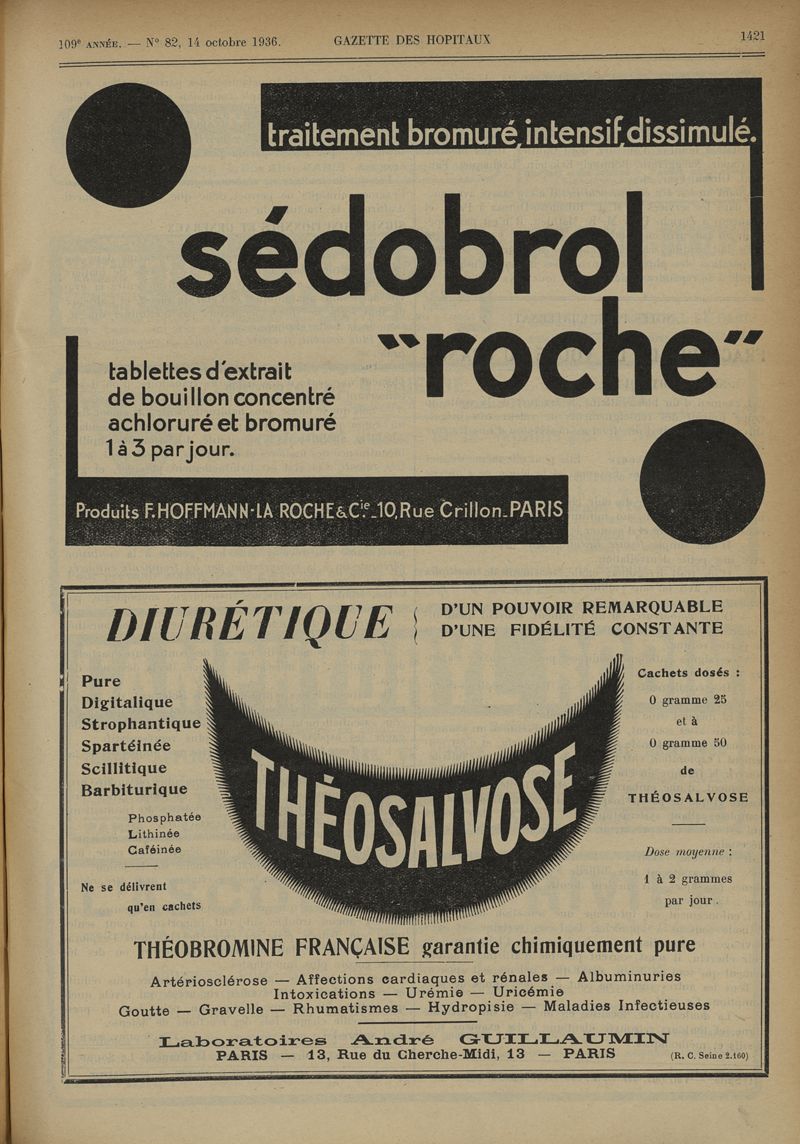 109e ANNÉE. — N° 82, 14 octobre 1936. GAZETTE DES HOPITAUX 1421
traitement bromuré, intensif, dissimulé.
sédobrol
"roche"
tablettes d'extrait
de bouillon concentré
achloruré et bromuré
1 à 3 par jour.
Produits F. HOFFMANN-LA ROCHE & Cie_10, Rue Crillon_PARIS
DIURÉTIQUE
D'UN POUVOIR REMARQUABLE
D'UNE FIDÉLITÉ CONSTANTE
Pure
Digitalique
Strophantique
Spartéinée
Scillitique
Barbiturique
Phosphatée
Lithinée
Caféinée
Ne se délivrent
qu'en cachets
THÉOSALVOSE
Cachets dosés :
0 gramme 25
et à
0 gramme 50
de
THÉOSALVOSE
Dose moyenne :
1 à 2 grammes
par jour.
THÉOBROMINE FRANÇAISE garantie chimiquement pure
Artériosclérose — Affections cardiaques et rénales — Albuminuries
Intoxications — Urémie — Uricémie
Goutte — Gravelle — Rhumatismes — Hydropisie — Maladies Infectieuses
Laboratoires André GUILLAUMIN
PARIS — 13, Rue du Cherche-Midi, 13 — PARIS (R. C. Seine 2.160)